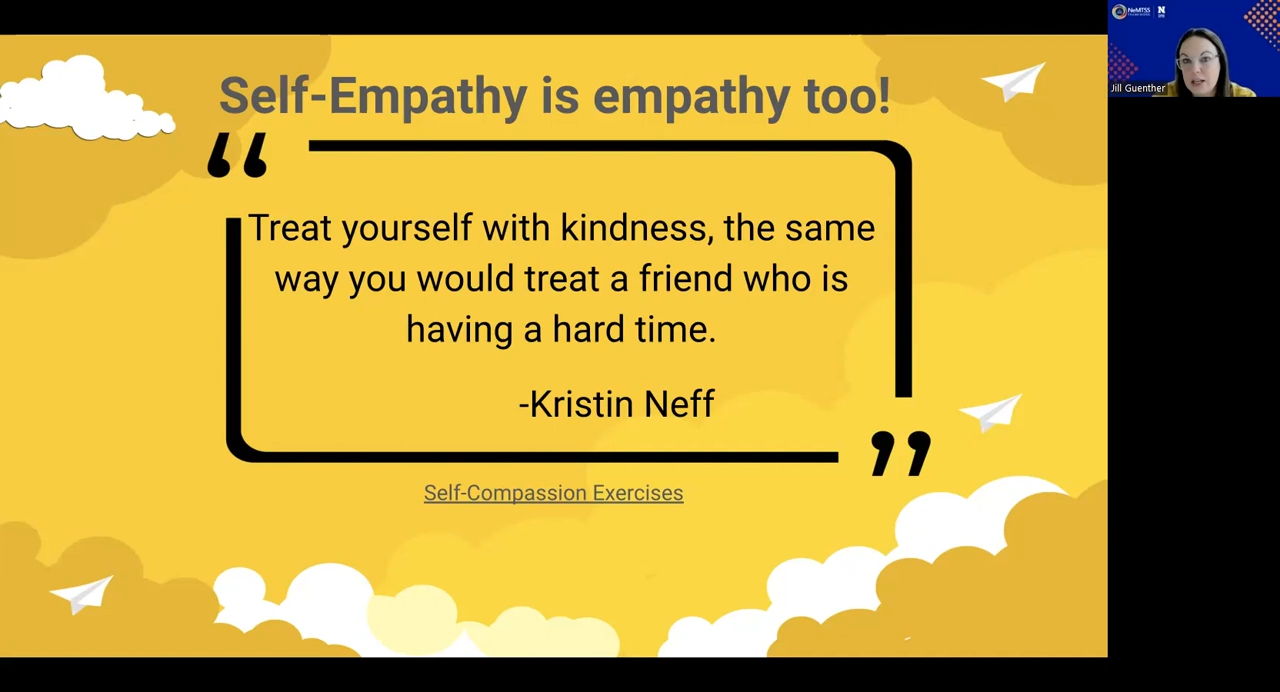 Self-Empathy is empathy too!
“
Treat yourself with kindness, the same
way you would treat a friend who is
having a hard time.
-Kristin Neff
”
Self-Compassion Exercises
NeMTSS
N
Jill Guenther